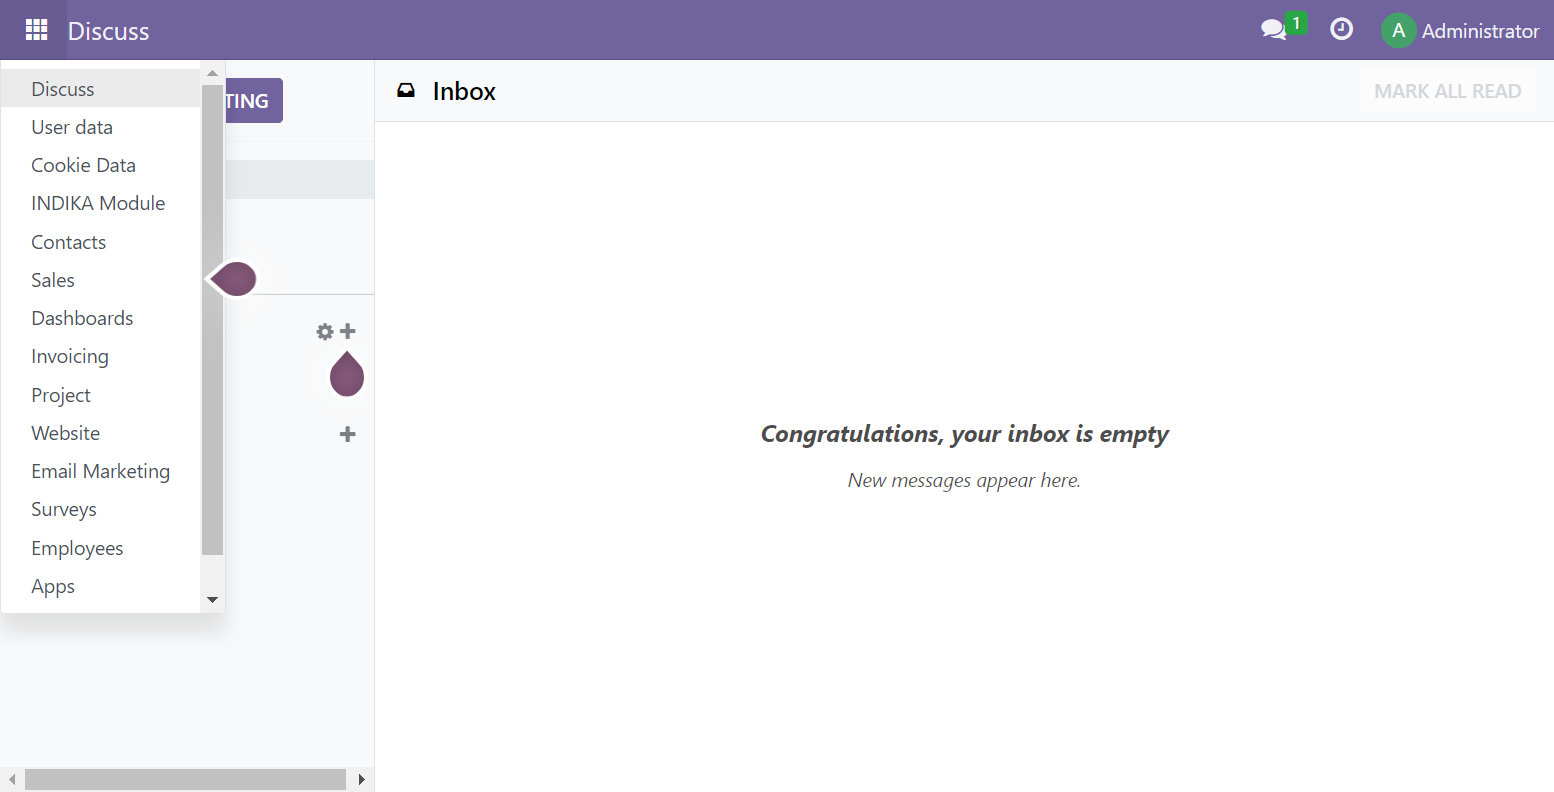 Discuss
1
A Administrator
Discuss
User data
Cookie Data
INDIKA Module
Contacts
Sales
Dashboards
Invoicing
Project
Website
Email Marketing
Surveys
Employees
Apps
TING
Inbox
MARK ALL READ
Congratulations, your inbox is empty
New messages appear here.